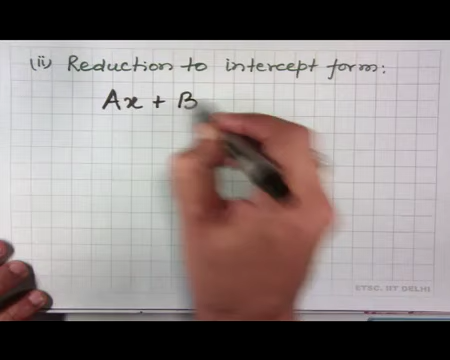 (ii) Reduction to intercept form:
Ax + B
ETSC, IIT DELHI